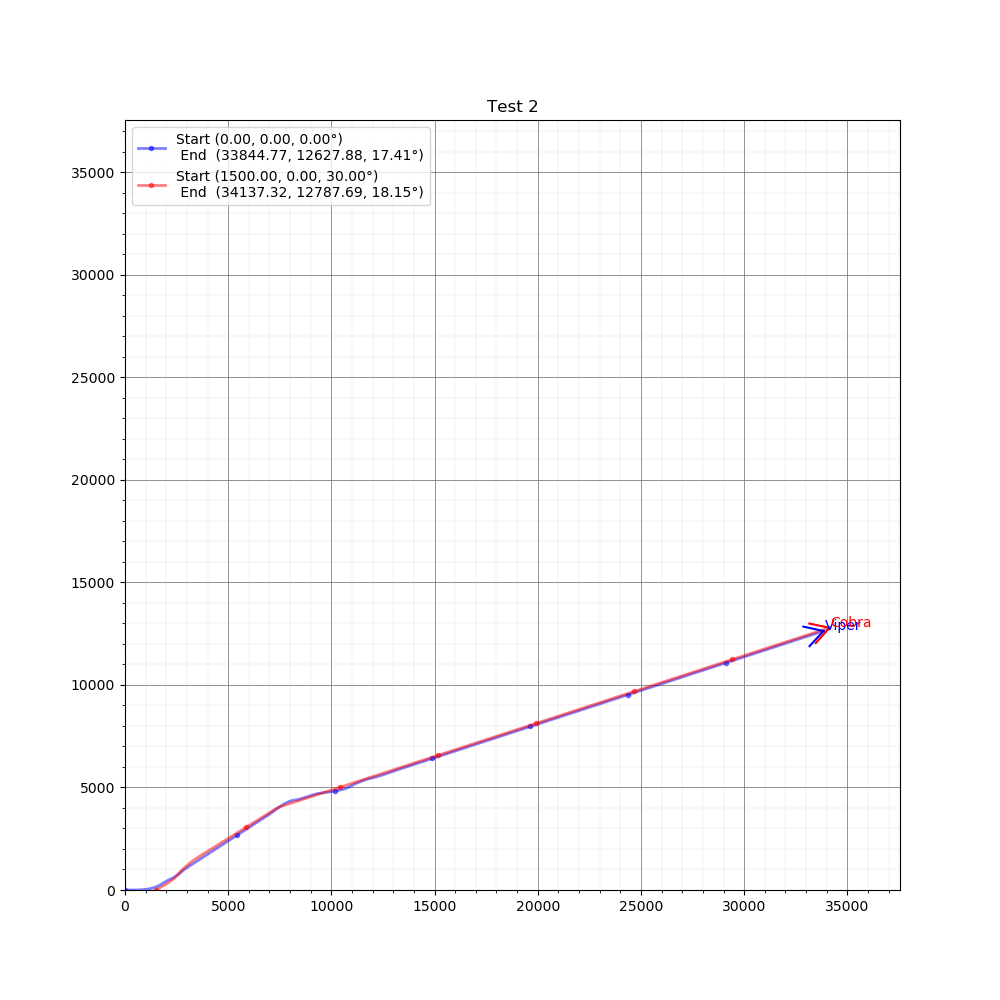 Test 2
Start (0.00, 0.00, 0.00°)
End (33844.77, 12627.88, 17.41°)
Start (1500.00, 0.00, 30.00°)
End (34137.32, 12787.69, 18.15°)
35000
30000
25000
20000
15000
10000
5000
0
Cobra
Viper
0 5000 10000 15000 20000 25000 30000 35000